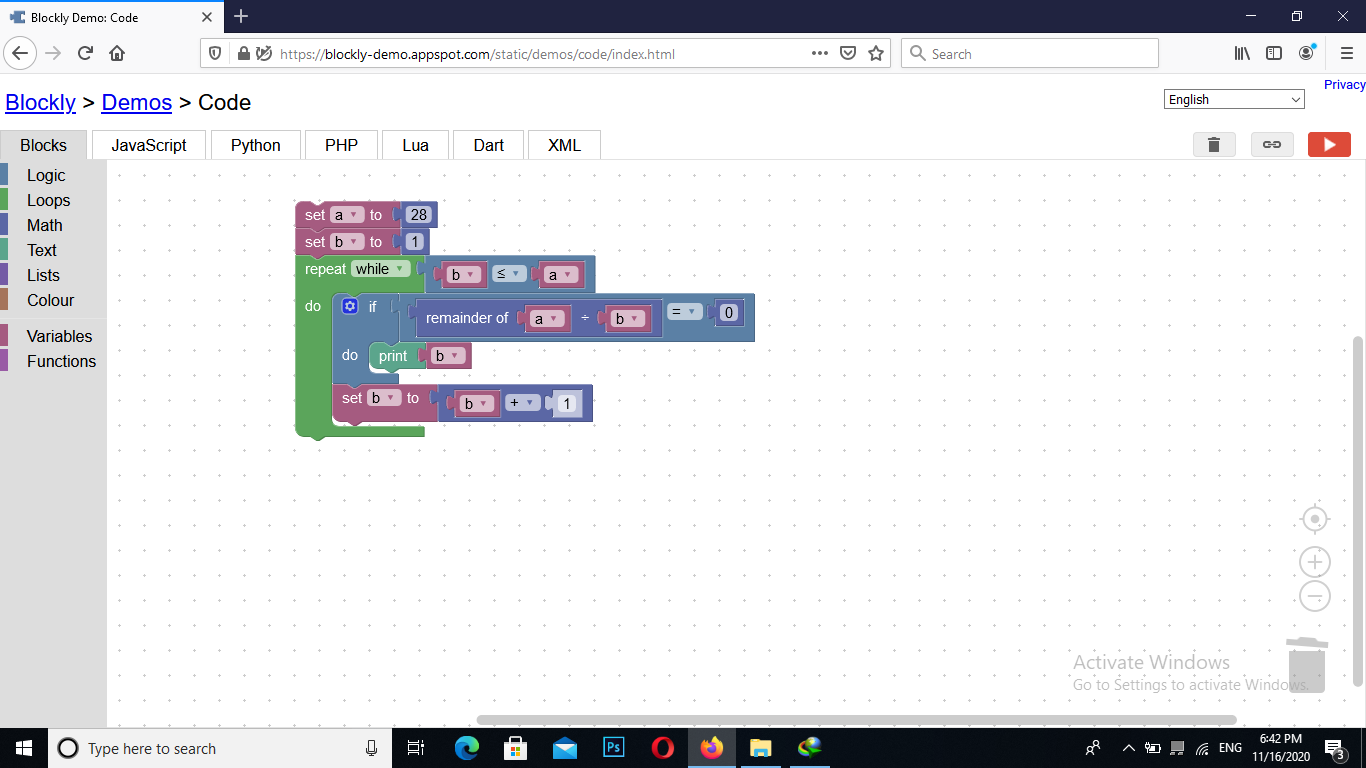 Blockly Demo: Code
https://blockly-demo.appspot.com/static/demos/code/index.html
Search
Privacy
Blockly > Demos > Code
English
Blocks
JavaScript
Python
PHP
Lua
Dart
XML
Logic
Loops
Math
Text
Lists
Colour
Variables
Functions
set a to 28
set b to 1
repeat while b ≤ a
do if remainder of a ÷ b = 0
do print b
set b to b + 1
Activate Windows
Go to Settings to activate Windows.
Type here to search
Ps
ENG
6:42 PM
11/16/2020
3